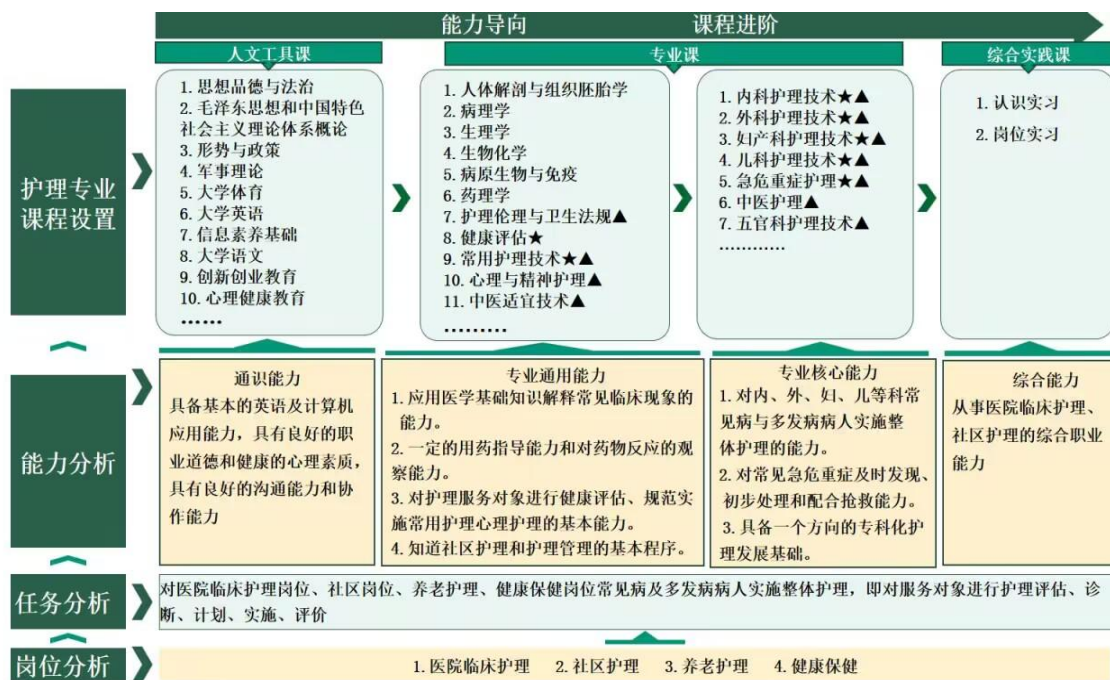 能力导向 课程进阶
人文工具课
专业课
综合实践课
护理专业
课程设置
1. 思想品德与法治
2. 毛泽东思想和中国特色
社会主义理论体系概论
3. 形势与政策
4. 军事理论
5. 大学体育
6. 大学英语
7. 信息素养基础
8. 大学语文
9. 创新创业教育
10. 心理健康教育
……
1. 人体解剖与组织胚胎学
2. 病理学
3. 生理学
4. 生物化学
5. 病原生物与免疫
6. 药理学
7. 护理伦理与卫生法规▲
8. 健康评估★
9. 常用护理技术★▲
10. 心理与精神护理▲
11. 中医适宜技术▲
………
1. 内科护理技术★▲
2. 外科护理技术★▲
3. 妇产科护理技术★▲
4. 儿科护理技术★▲
5. 急危重症护理★▲
6. 中医护理▲
7. 五官科护理技术▲
…………
1. 认识实习
2. 岗位实习
能力分析
通识能力
具备基本的英语及计算机
应用能力，具有良好的职
业道德和健康的心理素质，
具有良好的沟通能力和协
作能力
专业通用能力
1. 应用医学基础知识解释常见临床现象的
能力。
2. 一定的用药指导能力和对药物反应的观
察能力。
3. 对护理服务对象进行健康评估、规范实
施常用护理心理护理的基本能力。
4. 知道社区护理和护理管理的基本程序。
专业核心能力
1. 对内、外、妇、儿等科常
见病与多发病病人实施整
体护理的能力。
2. 对常见急危重症及时发现、
初步处理和配合抢救能力。
3. 具备一个方向的专科化护
理发展基础。
综合能力
从事医院临床护理、
社区护理的综合职业
能力
任务分析
对医院临床护理岗位、社区岗位、养老护理、健康保健岗位常见病及多发病病人实施整体护理，即对服务对象进行护理评估、诊
断、计划、实施、评价
岗位分析
1. 医院临床护理 2. 社区护理 3. 养老护理 4. 健康保健